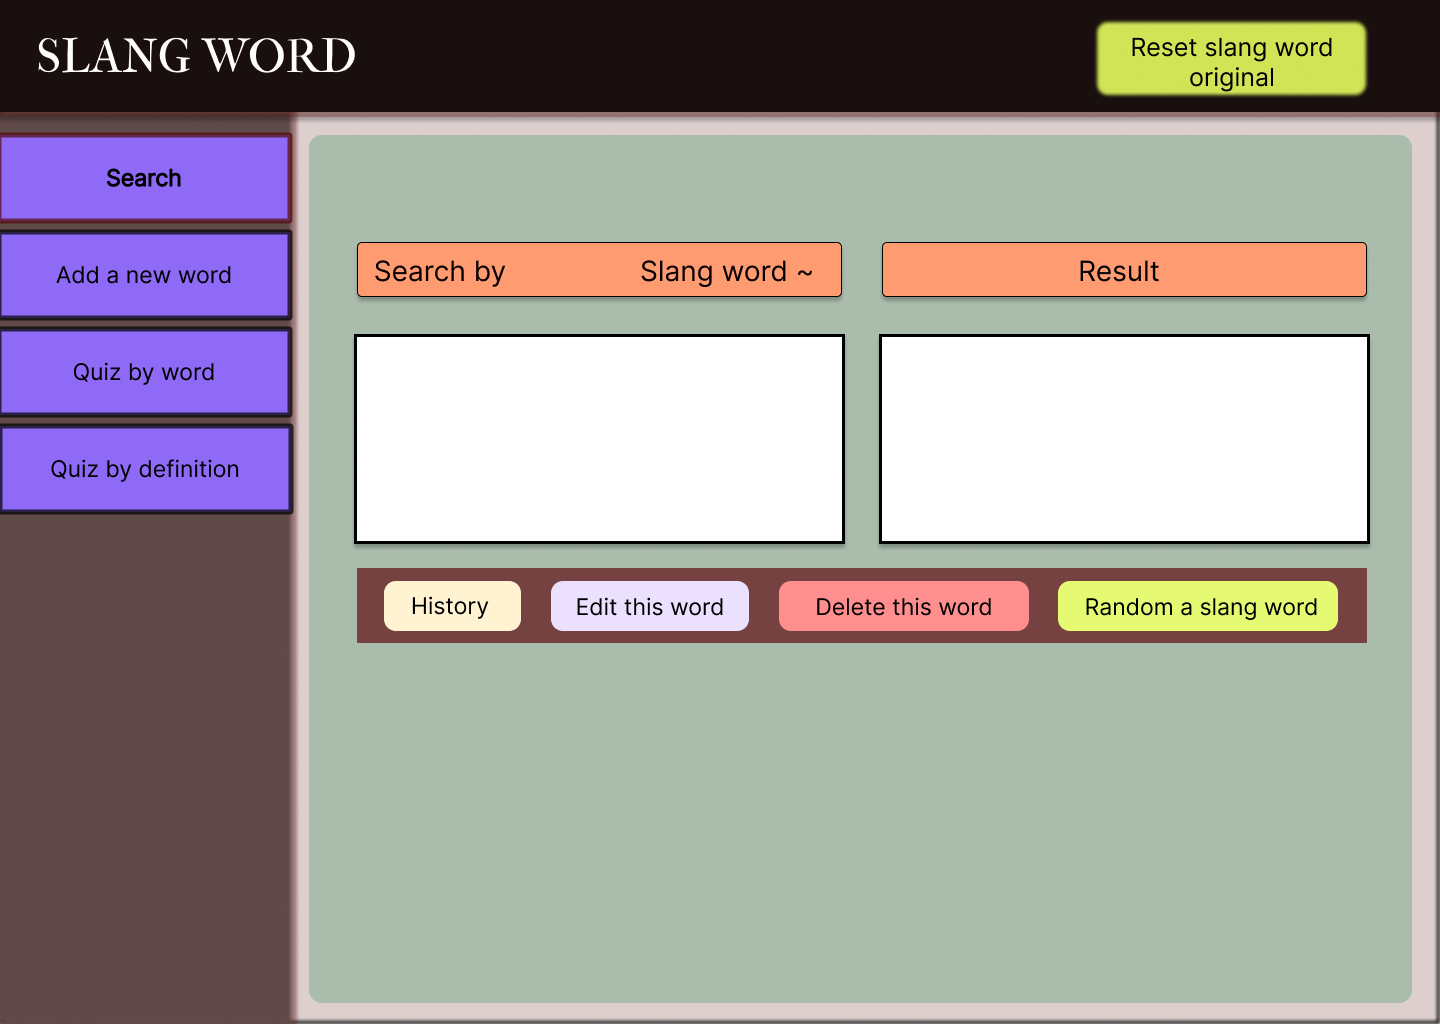 SLANG WORD
Reset slang word
original
Search
Add a new word
Quiz by word
Quiz by definition
Search by Slang word ~
Result
History
Edit this word
Delete this word
Random a slang word